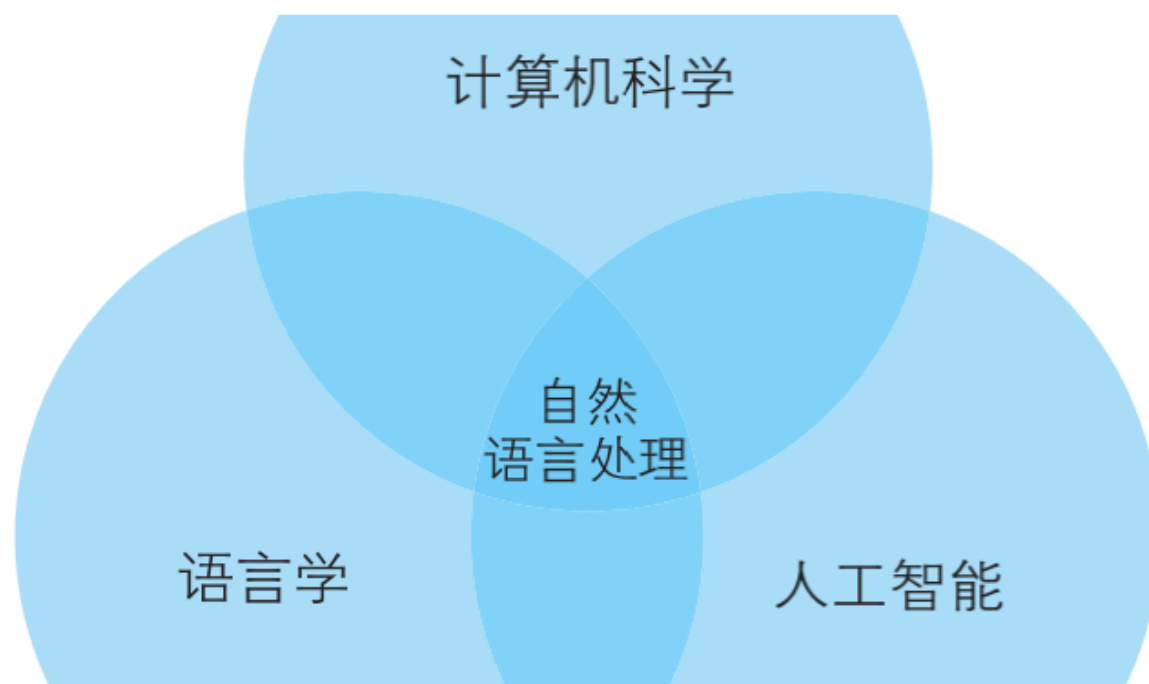 计算机科学
自然
语言处理
语言学
人工智能